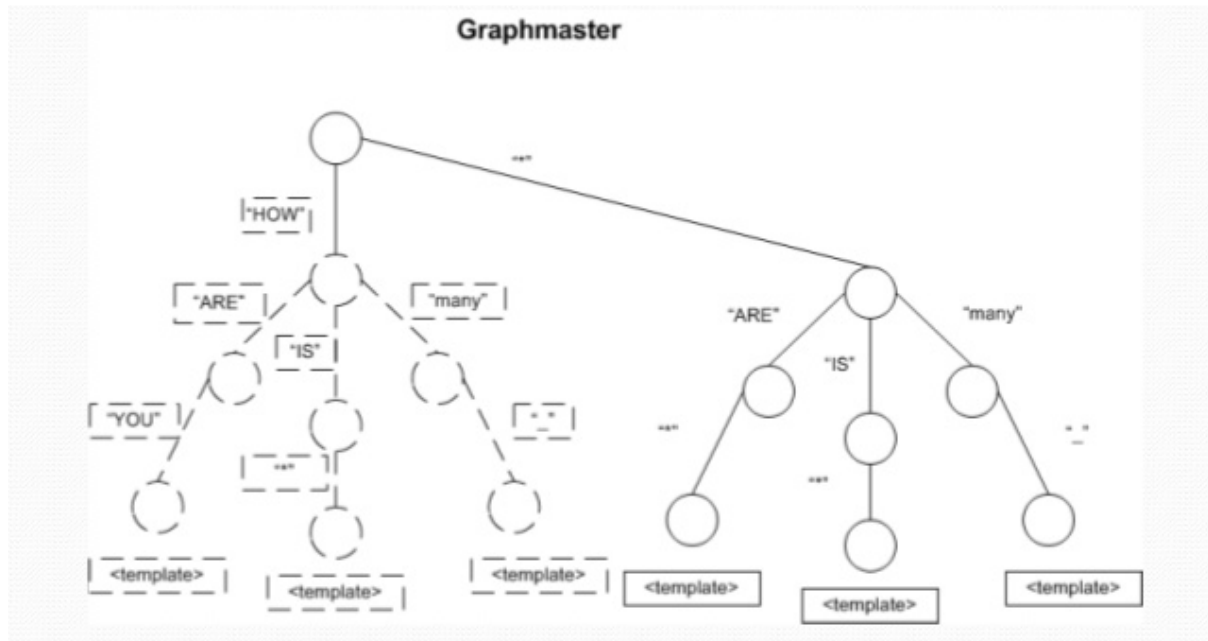 Graphmaster
"*"
"HOW"
"ARE"
"many"
"IS"
"YOU"
"_"
"*"
<template>
<template>
<template>
"ARE"
"many"
"IS"
"*"
"_"
"*"
<template>
<template>
<template>